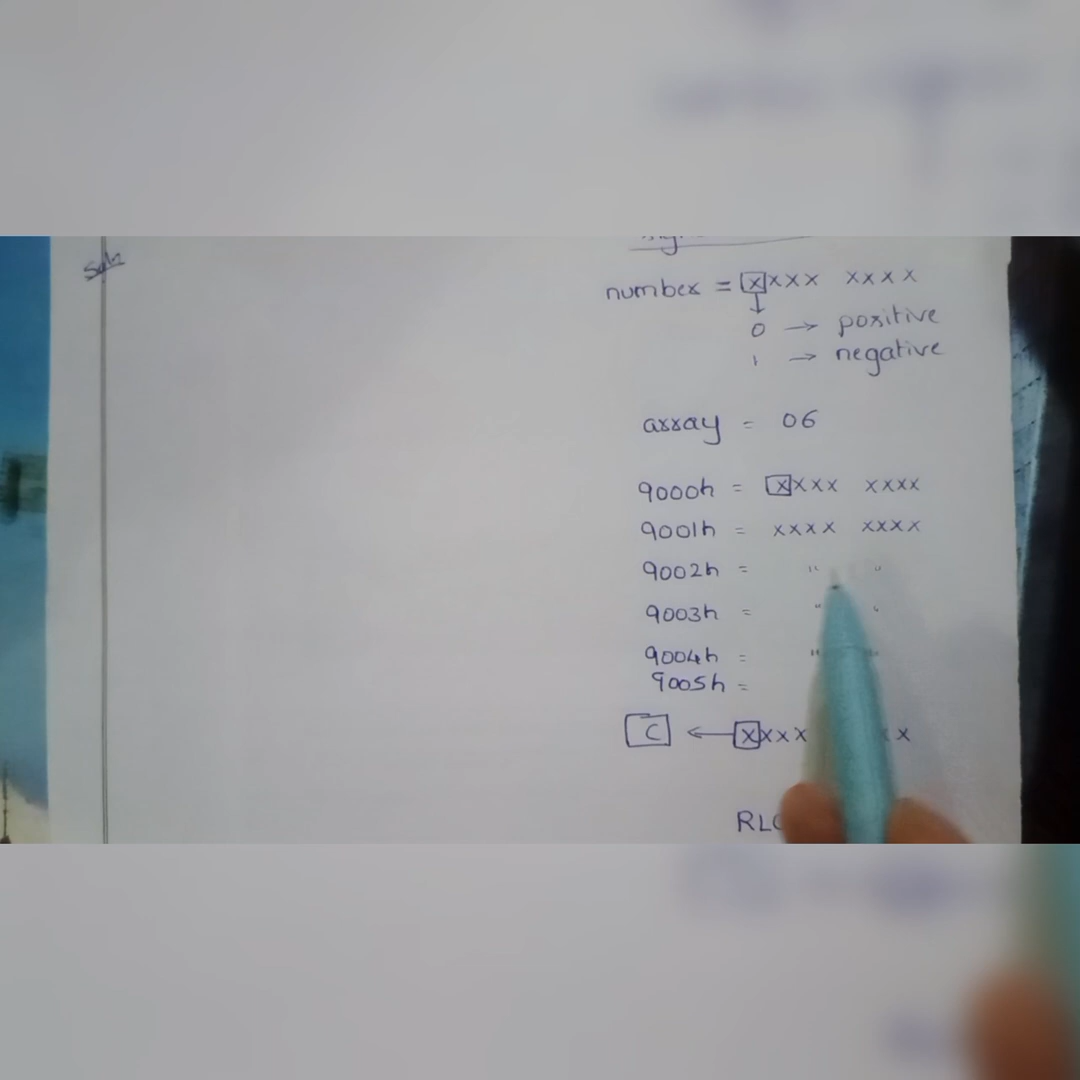 Soln
number = xxxx xxxx
0 → positive
1 → negative
array = 06
9000h = xxxx xxxx
9001h = xxxx xxxx
9002h = " "
9003h = " "
9004h = " "
9005h =
C ← xxxx x x